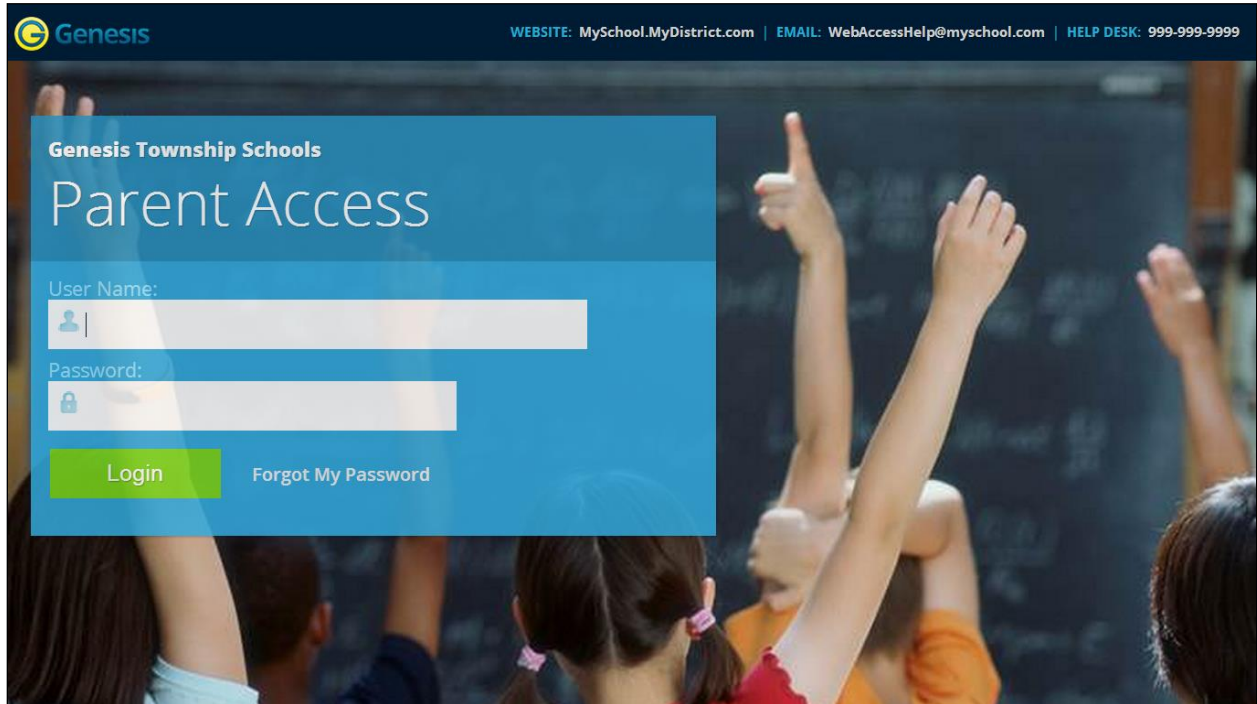 Genesis
WEBSITE: MySchool.MyDistrict.com | EMAIL: WebAccessHelp@myschool.com | HELP DESK: 999-999-9999
Genesis Township Schools
Parent Access
User Name:
Password:
Login
Forgot My Password